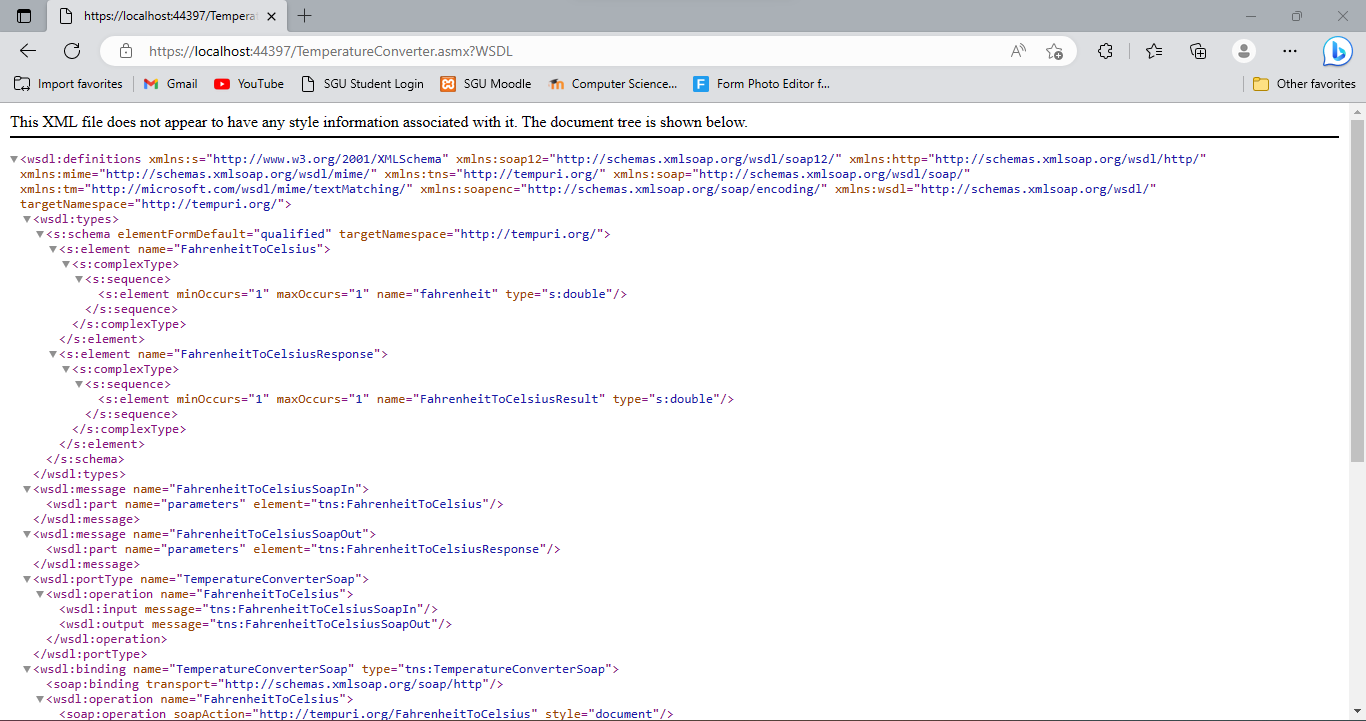 https://localhost:44397/Tempera
https://localhost:44397/TemperatureConverter.asmx?WSDL
Import favorites
Gmail
YouTube
SGU Student Login
SGU Moodle
Computer Science...
Form Photo Editor f...
Other favorites
This XML file does not appear to have any style information associated with it. The document tree is shown below.
<wsdl:definitions xmlns:s="http://www.w3.org/2001/XMLSchema" xmlns:soap12="http://schemas.xmlsoap.org/wsdl/soap12/" xmlns:http="http://schemas.xmlsoap.org/wsdl/http/"
xmlns:mime="http://schemas.xmlsoap.org/wsdl/mime/" xmlns:tns="http://tempuri.org/" xmlns:soap="http://schemas.xmlsoap.org/wsdl/soap/"
xmlns:tm="http://microsoft.com/wsdl/mime/textMatching/" xmlns:soapenc="http://schemas.xmlsoap.org/soap/encoding/" xmlns:wsdl="http://schemas.xmlsoap.org/wsdl/"
targetNamespace="http://tempuri.org/">
<wsdl:types>
<s:schema elementFormDefault="qualified" targetNamespace="http://tempuri.org/">
<s:element name="FahrenheitToCelsius">
<s:complexType>
<s:sequence>
<s:element minOccurs="1" maxOccurs="1" name="fahrenheit" type="s:double"/>
</s:sequence>
</s:complexType>
</s:element>
<s:element name="FahrenheitToCelsiusResponse">
<s:complexType>
<s:sequence>
<s:element minOccurs="1" maxOccurs="1" name="FahrenheitToCelsiusResult" type="s:double"/>
</s:sequence>
</s:complexType>
</s:element>
</s:schema>
</wsdl:types>
<wsdl:message name="FahrenheitToCelsiusSoapIn">
<wsdl:part name="parameters" element="tns:FahrenheitToCelsius"/>
</wsdl:message>
<wsdl:message name="FahrenheitToCelsiusSoapOut">
<wsdl:part name="parameters" element="tns:FahrenheitToCelsiusResponse"/>
</wsdl:message>
<wsdl:portType name="TemperatureConverterSoap">
<wsdl:operation name="FahrenheitToCelsius">
<wsdl:input message="tns:FahrenheitToCelsiusSoapIn"/>
<wsdl:output message="tns:FahrenheitToCelsiusSoapOut"/>
</wsdl:operation>
</wsdl:portType>
<wsdl:binding name="TemperatureConverterSoap" type="tns:TemperatureConverterSoap">
<soap:binding transport="http://schemas.xmlsoap.org/soap/http"/>
<wsdl:operation name="FahrenheitToCelsius">
<soap:operation soapAction="http://tempuri.org/FahrenheitToCelsius" style="document"/>